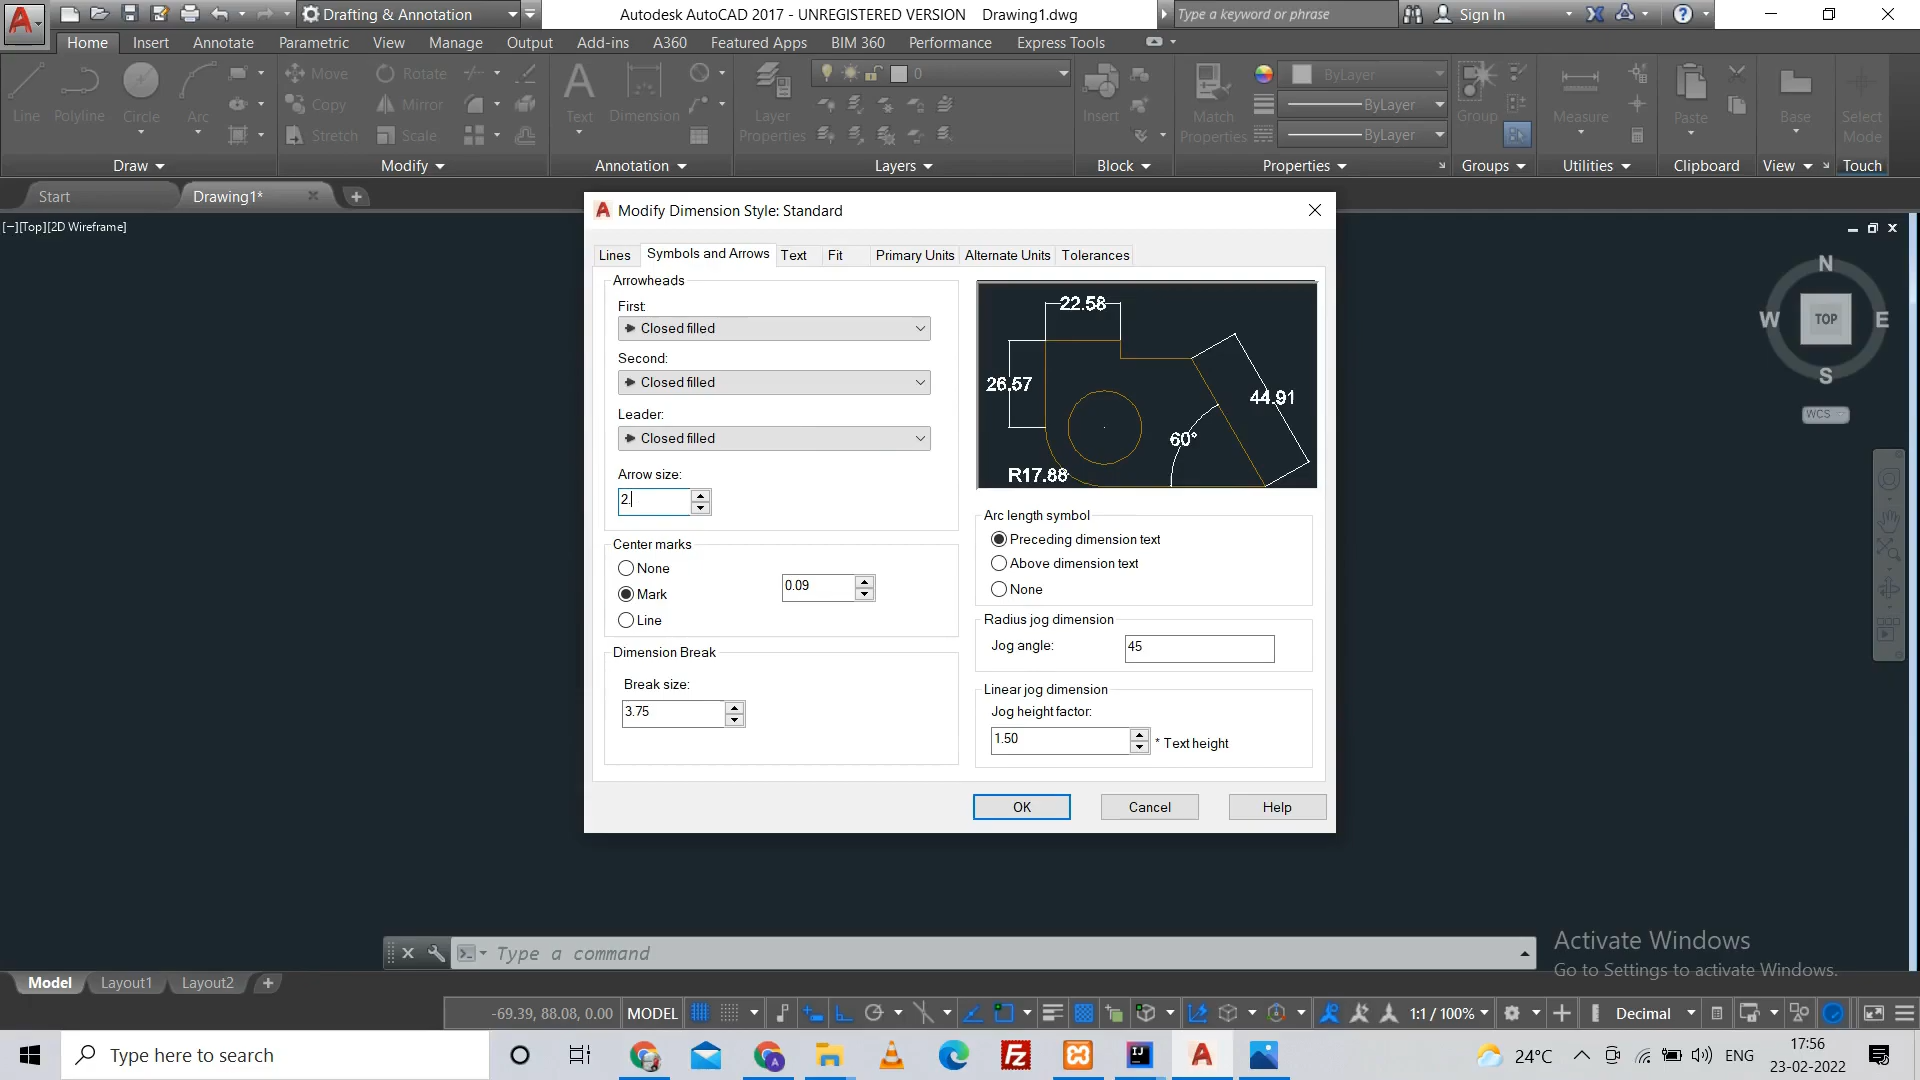 Drafting & Annotation
Autodesk AutoCAD 2017 - UNREGISTERED VERSION Drawing1.dwg
Type a keyword or phrase
Sign In
Home Insert Annotate Parametric View Manage Output Add-ins A360 Featured Apps BIM 360 Performance Express Tools
Line Polyline Circle Arc
Move Rotate
Copy Mirror
Stretch Scale
Text Dimension
Layer Properties
0
Insert
Match Properties
ByLayer
ByLayer
ByLayer
Group
Measure
Paste
Base
Select Mode
Draw Modify Annotation Layers Block Properties Groups Utilities Clipboard View Touch
Start Drawing1*
[−][Top][2D Wireframe]
N
W TOP E
S
WCS
Modify Dimension Style: Standard
Lines Symbols and Arrows Text Fit Primary Units Alternate Units Tolerances
Arrowheads
First:
Closed filled
Second:
Closed filled
Leader:
Closed filled
Arrow size:
2.
Center marks
None
Mark
0.09
Line
Dimension Break
Break size:
3.75
22.58
26.57
44.91
60°
R17.88
Arc length symbol
Preceding dimension text
Above dimension text
None
Radius jog dimension
Jog angle:
45
Linear jog dimension
Jog height factor:
1.50
* Text height
OK Cancel Help
Activate Windows
Go to Settings to activate Windows.
Type a command
Model Layout1 Layout2
-69.39, 88.08, 0.00 MODEL 1:1 / 100% Decimal
Type here to search
24°C ENG
17:56
23-02-2022